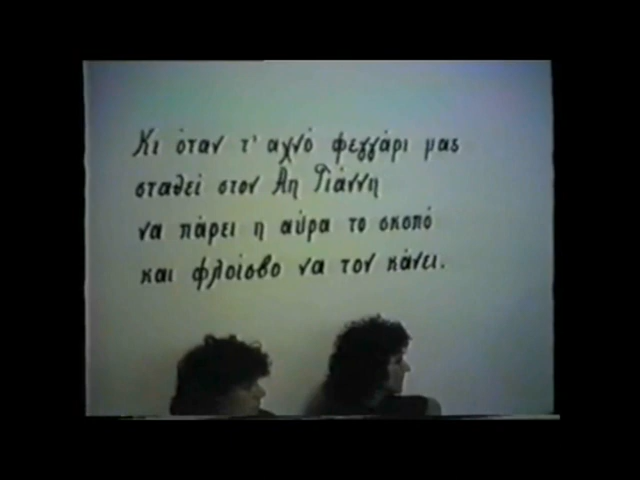 Κι όταν τ' αχνό φεγγάρι μας
σταθεί στον Αη Γιάννη
να πάρει η αύρα το σκοπό
και φλοίσβο να τον κάνει.